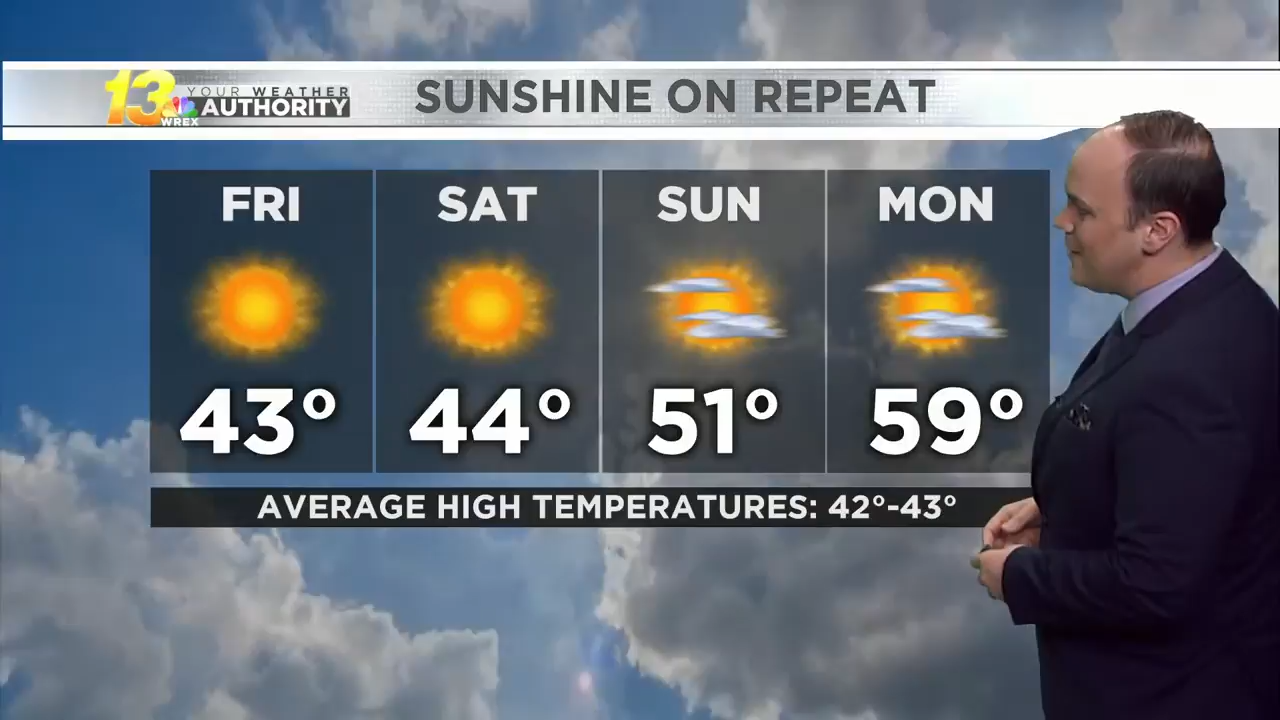 13 YOUR WEATHER
AUTHORITY
WREX
SUNSHINE ON REPEAT
FRI SAT SUN MON
43° 44° 51° 59°
AVERAGE HIGH TEMPERATURES: 42°-43°